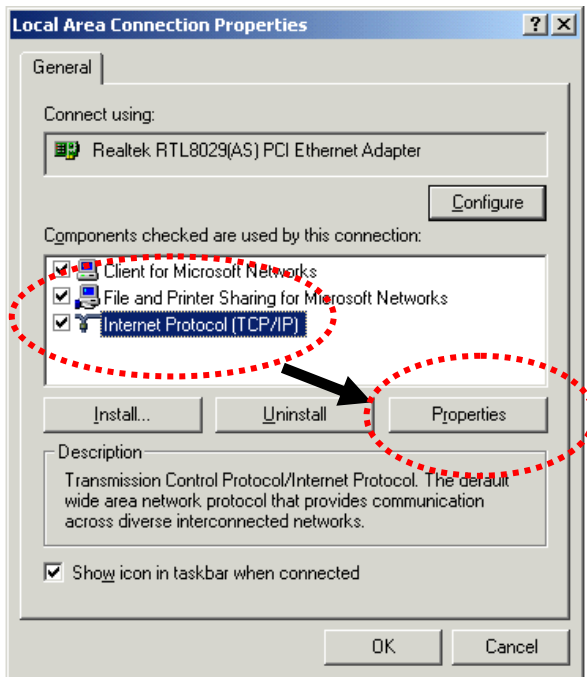 Local Area Connection Properties
General
Connect using:
Realtek RTL8029(AS) PCI Ethernet Adapter
Configure
Components checked are used by this connection:
Client for Microsoft Networks
File and Printer Sharing for Microsoft Networks
Internet Protocol (TCP/IP)
Install...
Uninstall
Properties
Description
Transmission Control Protocol/Internet Protocol. The default
wide area network protocol that provides communication
across diverse interconnected networks.
Show icon in taskbar when connected
OK
Cancel